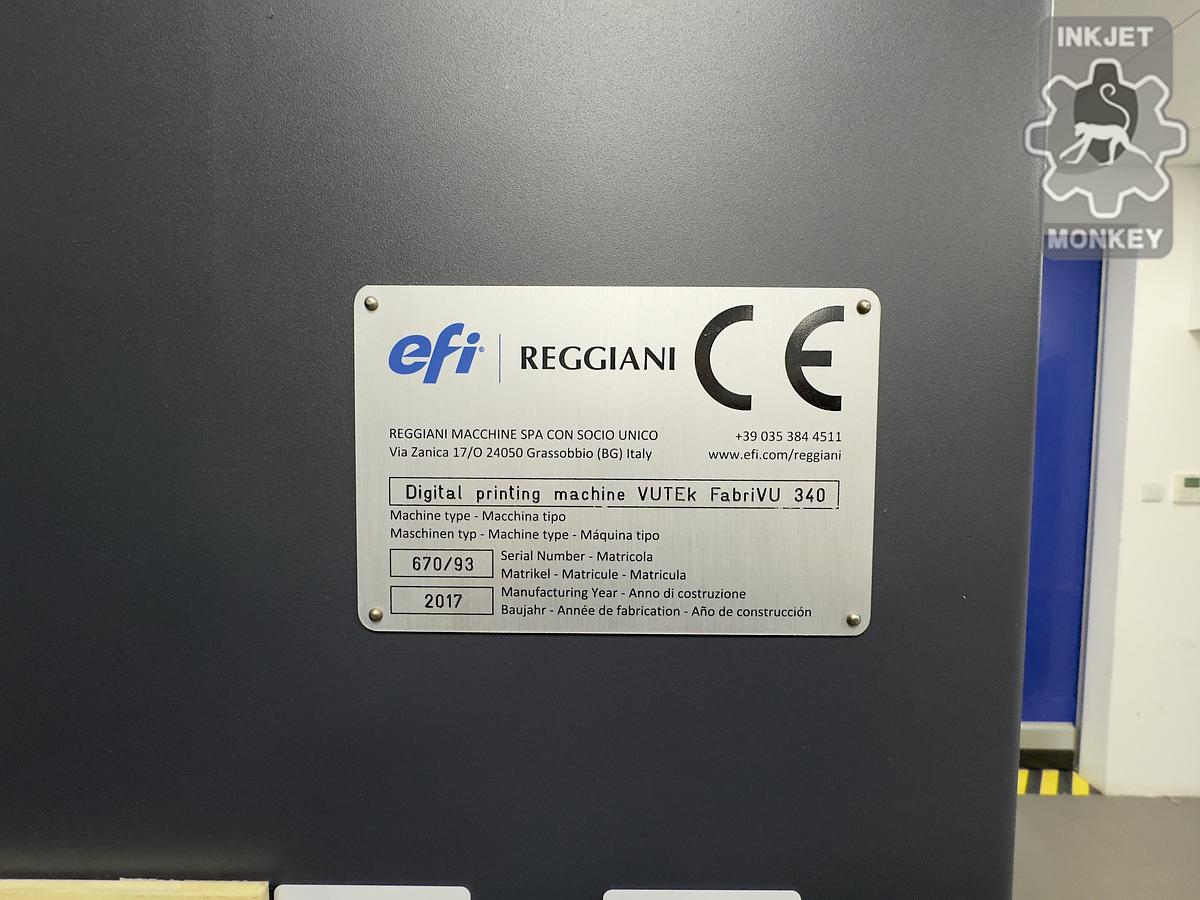 INKJET
MONKEY
efi® REGGIANI CE
REGGIANI MACCHINE SPA CON SOCIO UNICO +39 035 384 4511
Via Zanica 17/O 24050 Grassobbio (BG) Italy www.efi.com/reggiani
Digital printing machine VUTEk FabriVU 340
Machine type - Macchina tipo
Maschinen typ - Machine type - Máquina tipo
670/93 Serial Number - Matricola
Matrikel - Matricule - Matricula
2017 Manufacturing Year - Anno di costruzione
Baujahr - Année de fabrication - Año de construcción